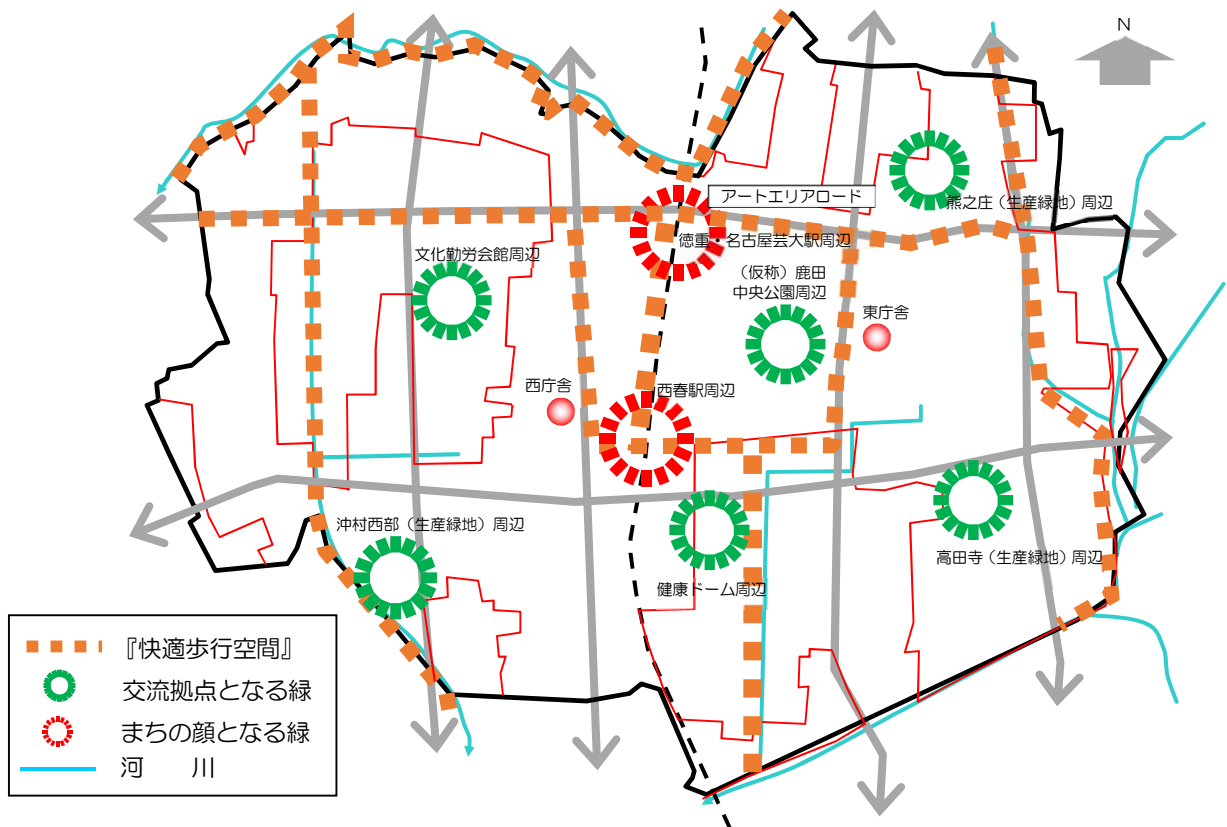 N
アートエリアロード
熊之庄（生産緑地）周辺
徳重・名古屋芸大駅周辺
文化勤労会館周辺
（仮称）鹿田
中央公園周辺
東庁舎
西庁舎
西春駅周辺
沖村西部（生産緑地）周辺
高田寺（生産緑地）周辺
健康ドーム周辺
『快適歩行空間』
交流拠点となる緑
まちの顔となる緑
河　川